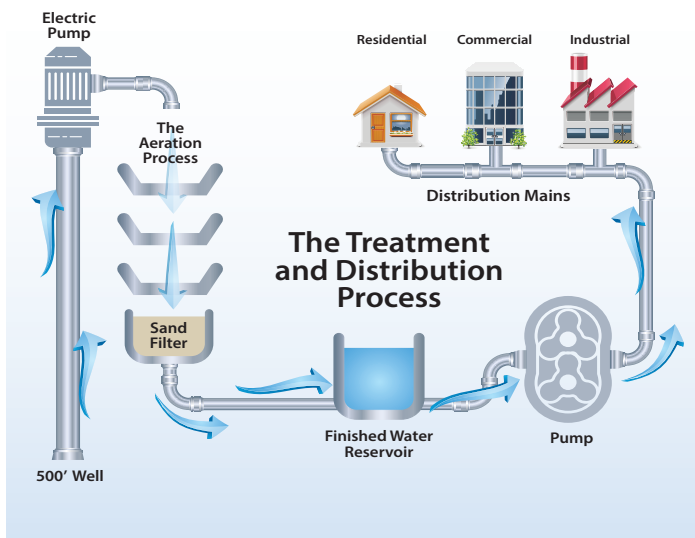 Electric
Pump
Residential
Commercial
Industrial
The
Aeration
Process
Distribution Mains
The Treatment
and Distribution
Process
Sand
Filter
Finished Water
Reservoir
Pump
500’ Well